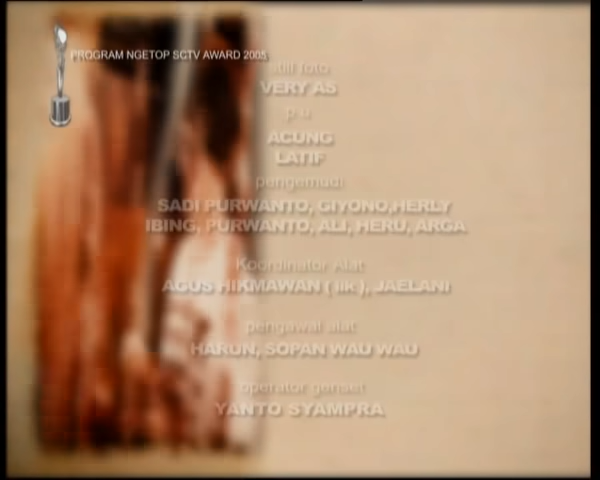 PROGRAM NGETOP SCTV AWARD 2005
still foto
VERY AS
p u
ACUNG
LATIF
pengemudi
SADI PURWANTO, GIYONO,HERLY
IBING, PURWANTO, ALI, HERU, ARGA
Koordinator Alat
AGUS HIKMAWAN ( iik ), JAELANI
pengawal alat
HARUN, SOPAN WAU WAU
operator genset
YANTO SYAMPRA